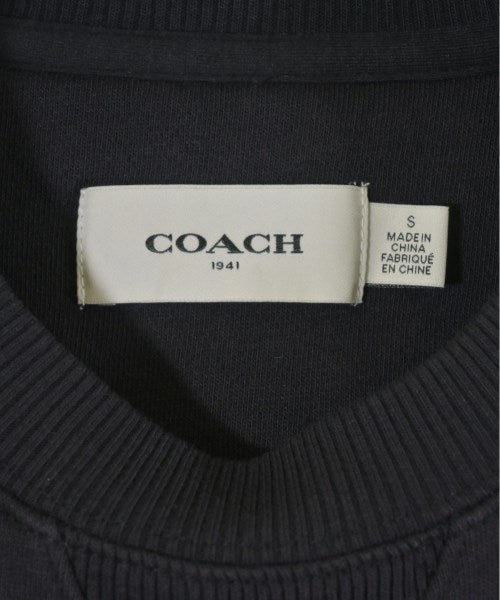 COACH
1941
S
MADE IN
CHINA
FABRIQUÉ
EN CHINE